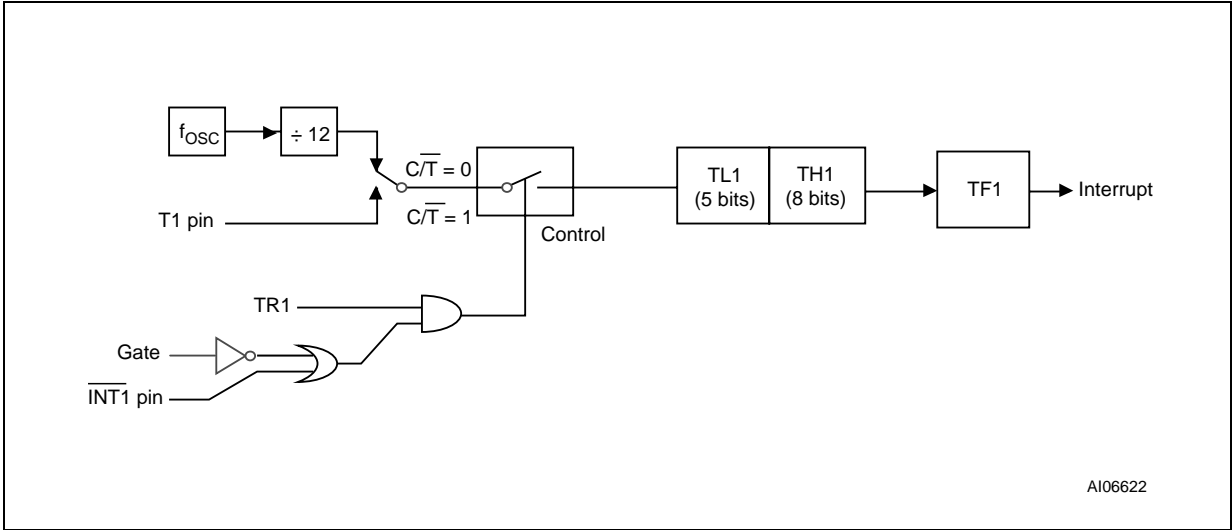 fOSC
÷ 12
C/T̅ = 0
TL1
(5 bits)
TH1
(8 bits)
TF1
Interrupt
T1 pin
C/T̅ = 1
Control
TR1
Gate
I̅N̅T̅1̅ pin
AI06622